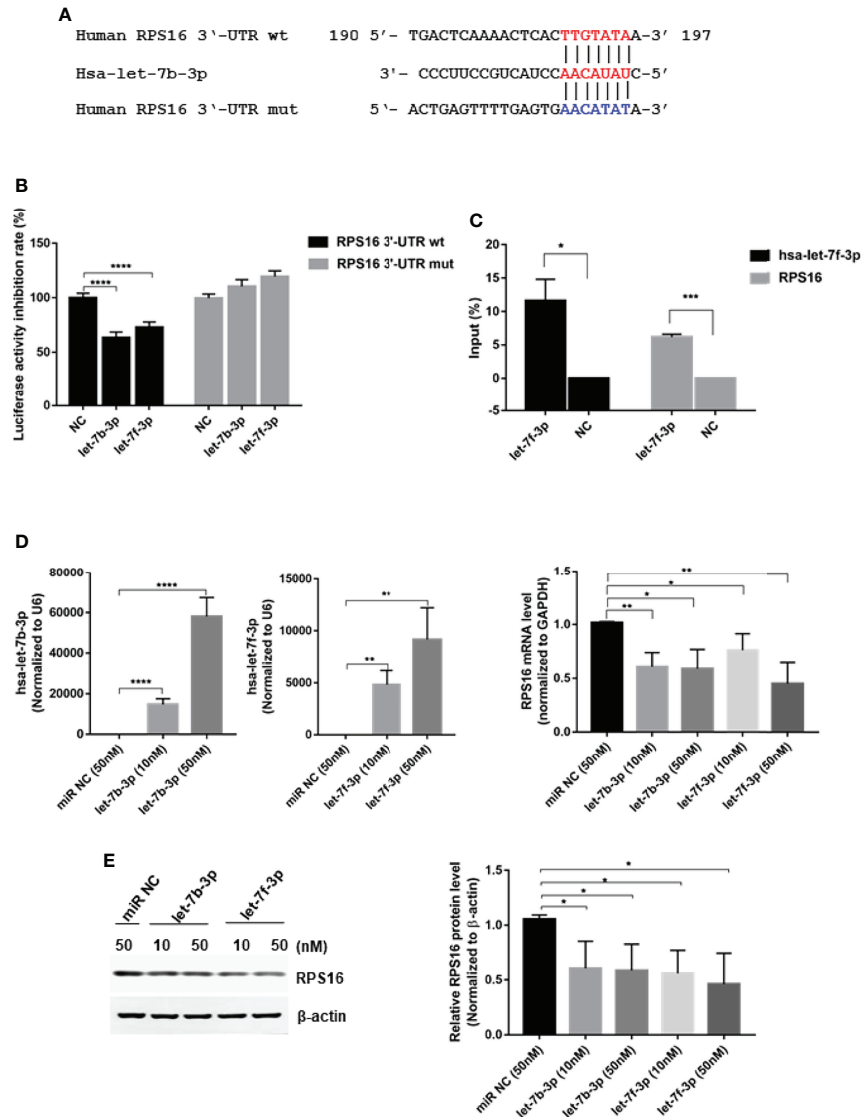 A
Human RPS16 3'-UTR wt 190 5'- TGACTCAAAACTCACTTGTATAA-3' 197
Hsa-let-7b-3p 3'- CCCUUCCGUCAUCCAACAUAUC-5'
Human RPS16 3'-UTR mut 5'- ACTGAGTTTTGAGTGAACATATA-3'
B
Luciferase activity inhibition rate (%)
150
100
50
0
****
****
NC
let-7b-3p
let-7f-3p
NC
let-7b-3p
let-7f-3p
RPS16 3'-UTR wt
RPS16 3'-UTR mut
C
Input (%)
20
15
10
5
0
-5
*
***
let-7f-3p
NC
let-7f-3p
NC
hsa-let-7f-3p
RPS16
D
hsa-let-7b-3p
(Normalized to U6)
80000
60000
40000
20000
0
****
****
miR NC (50nM)
let-7b-3p (10nM)
let-7b-3p (50nM)
hsa-let-7f-3p
(Normalized to U6)
15000
10000
5000
0
**
**
miR NC (50nM)
let-7f-3p (10nM)
let-7f-3p (50nM)
RPS16 mRNA level
(normalized to GAPDH)
1.5
1.0
0.5
0.0
**
*
*
**
miR NC (50nM)
let-7b-3p (10nM)
let-7b-3p (50nM)
let-7f-3p (10nM)
let-7f-3p (50nM)
E
miR NC let-7b-3p let-7f-3p
50 10 50 10 50 (nM)
RPS16
β-actin
Relative RPS16 protein level
(Normalized to β-actin)
1.5
1.0
0.5
0.0
*
*
*
*
miR NC (50nM)
let-7b-3p (10nM)
let-7b-3p (50nM)
let-7f-3p (10nM)
let-7f-3p (50nM)